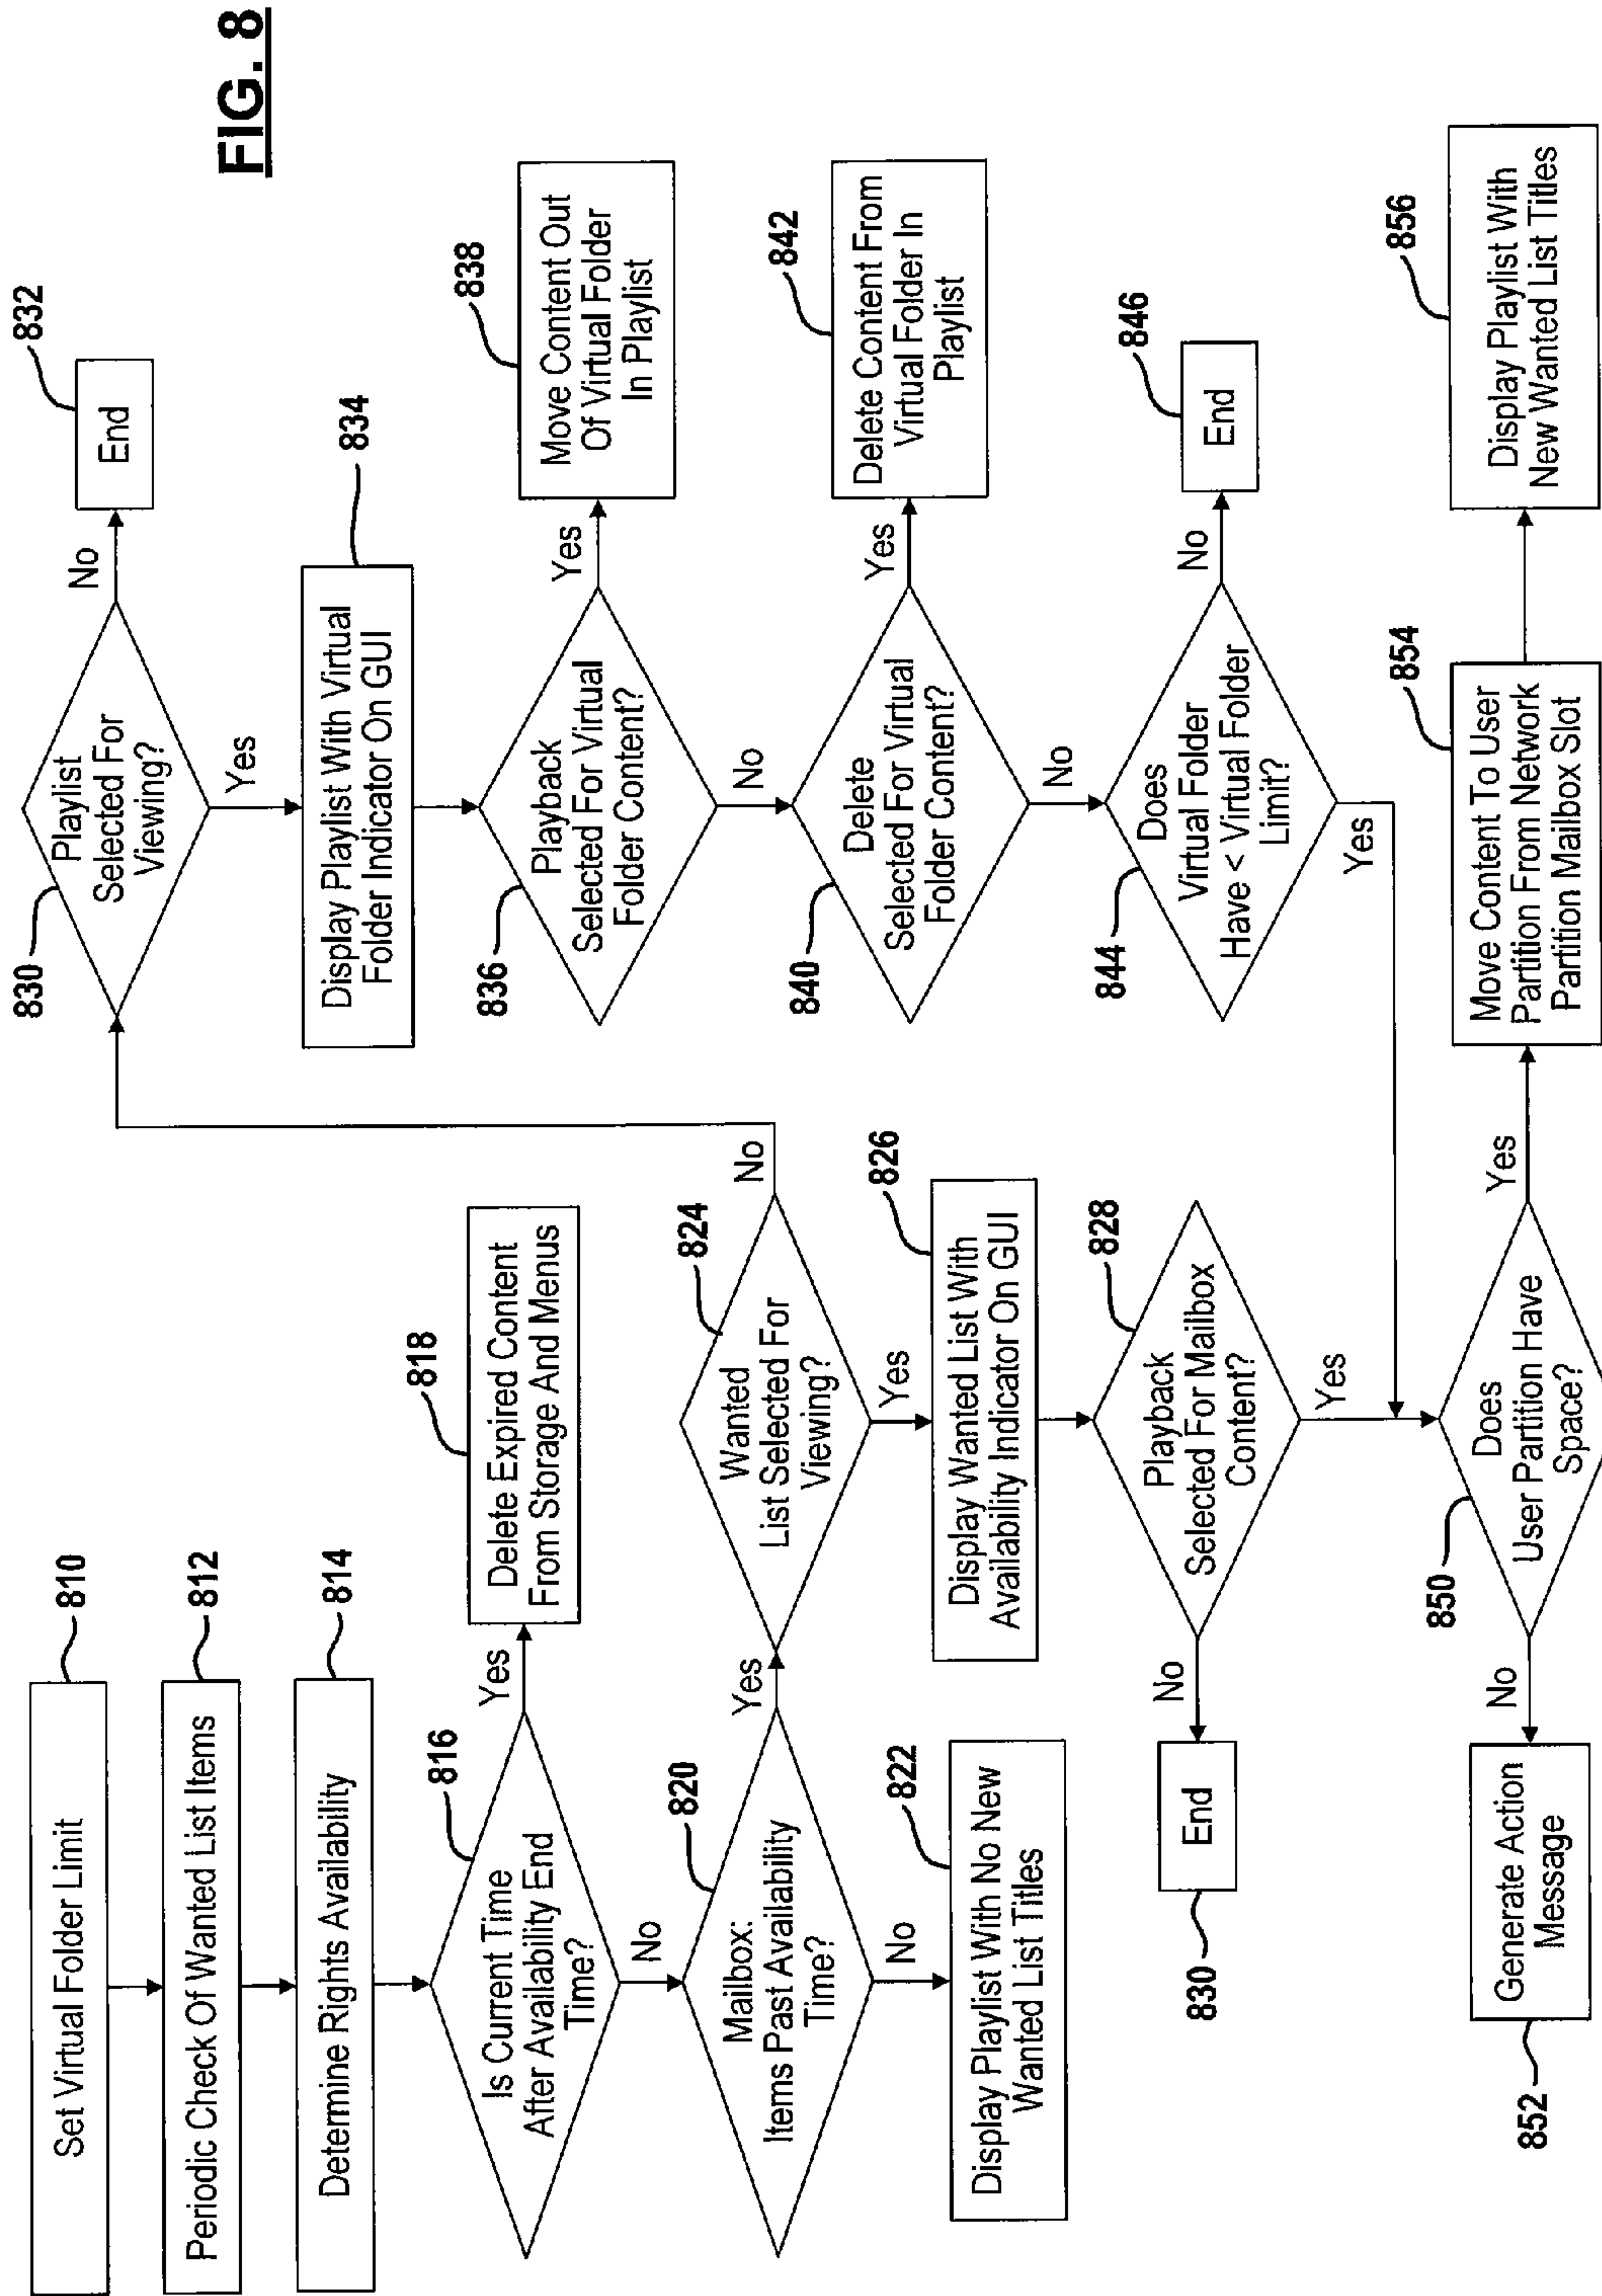 FIG. 8
810
Set Virtual Folder Limit
812
Periodic Check Of Wanted List Items
814
Determine Rights Availability
816
Is Current Time
After Availability End
Time?
Yes
No
818
Delete Expired Content
From Storage And Menus
820
Mailbox:
Items Past Availability
Time?
Yes
No
822
Display Playlist With No New
Wanted List Titles
824
Wanted
List Selected For
Viewing?
No
Yes
826
Display Wanted List With
Availability Indicator On GUI
828
Playback
Selected For Mailbox
Content?
No
Yes
End
830
830
Playlist
Selected For
Viewing?
No
Yes
832
End
834
Display Playlist With Virtual
Folder Indicator On GUI
836
Playback
Selected For Virtual
Folder Content?
Yes
No
838
Move Content Out
Of Virtual Folder
In Playlist
840
Delete
Selected For Virtual
Folder Content?
Yes
No
842
Delete Content From
Virtual Folder In
Playlist
844
Does
Virtual Folder
Have < Virtual Folder
Limit?
No
Yes
846
End
850
Does
User Partition Have
Space?
No
Yes
852
Generate Action
Message
854
Move Content To User
Partition From Network
Partition Mailbox Slot
856
Display Playlist With
New Wanted List Titles